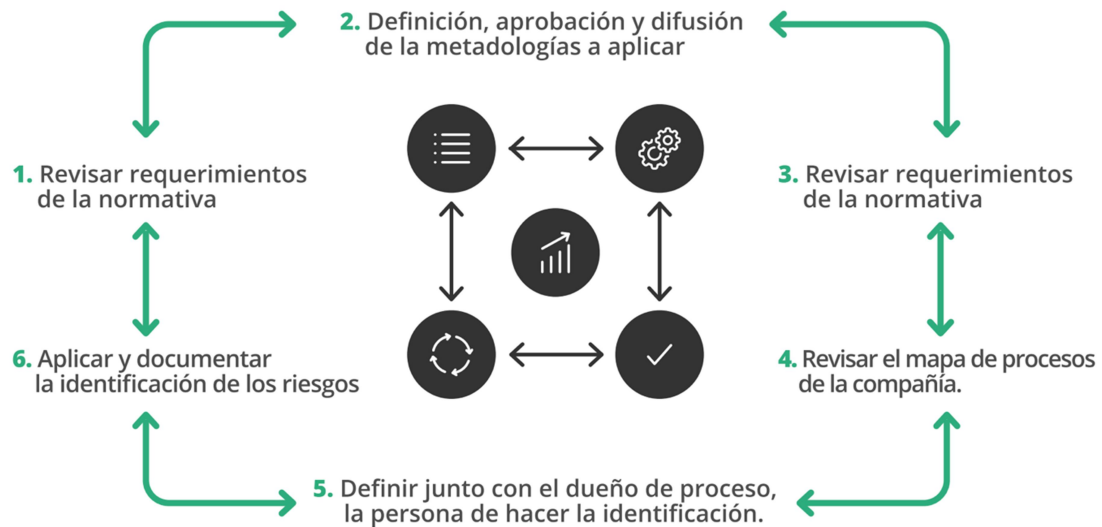 1. Revisar requerimientos
de la normativa
2. Definición, aprobación y difusión
de la metadologías a aplicar
3. Revisar requerimientos
de la normativa
4. Revisar el mapa de procesos
de la compañía.
5. Definir junto con el dueño de proceso,
la persona de hacer la identificación.
6. Aplicar y documentar
la identificación de los riesgos